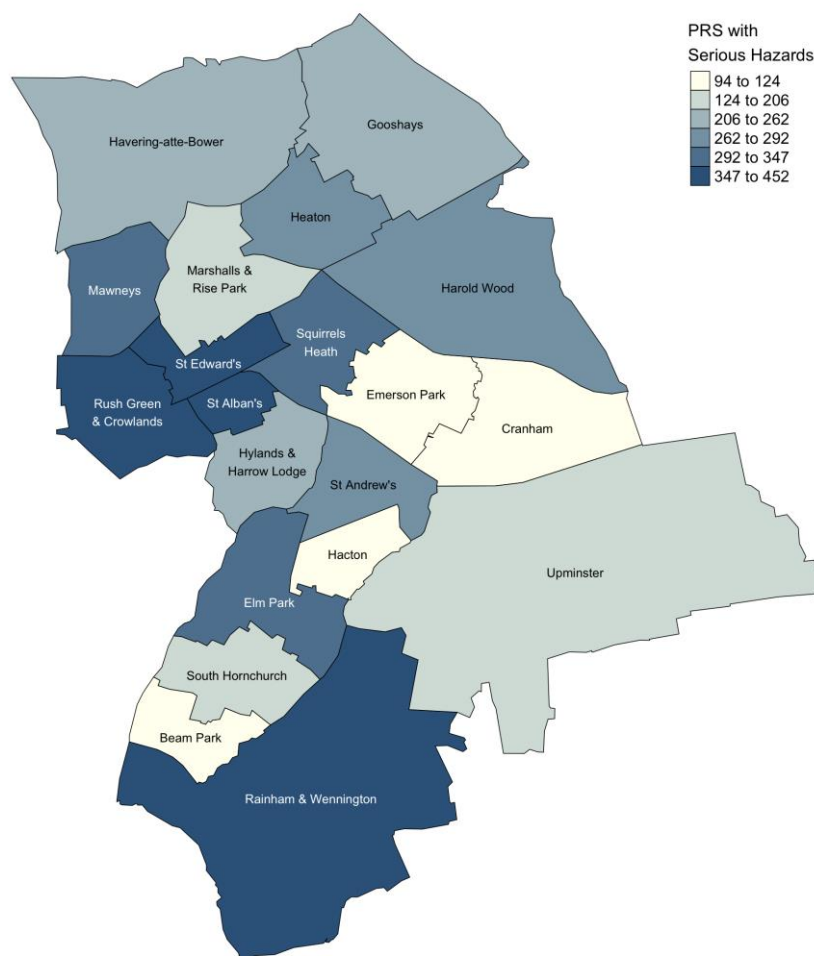 PRS with
Serious Hazards
94 to 124
124 to 206
206 to 262
262 to 292
292 to 347
347 to 452
Gooshays
Havering-atte-Bower
Heaton
Marshalls &
Rise Park
Harold Wood
Mawneys
Squirrels
Heath
St Edward's
Emerson Park
Rush Green
& Crowlands
St Alban's
Cranham
Hylands &
Harrow Lodge
St Andrew's
Hacton
Upminster
Elm Park
South Hornchurch
Beam Park
Rainham & Wennington